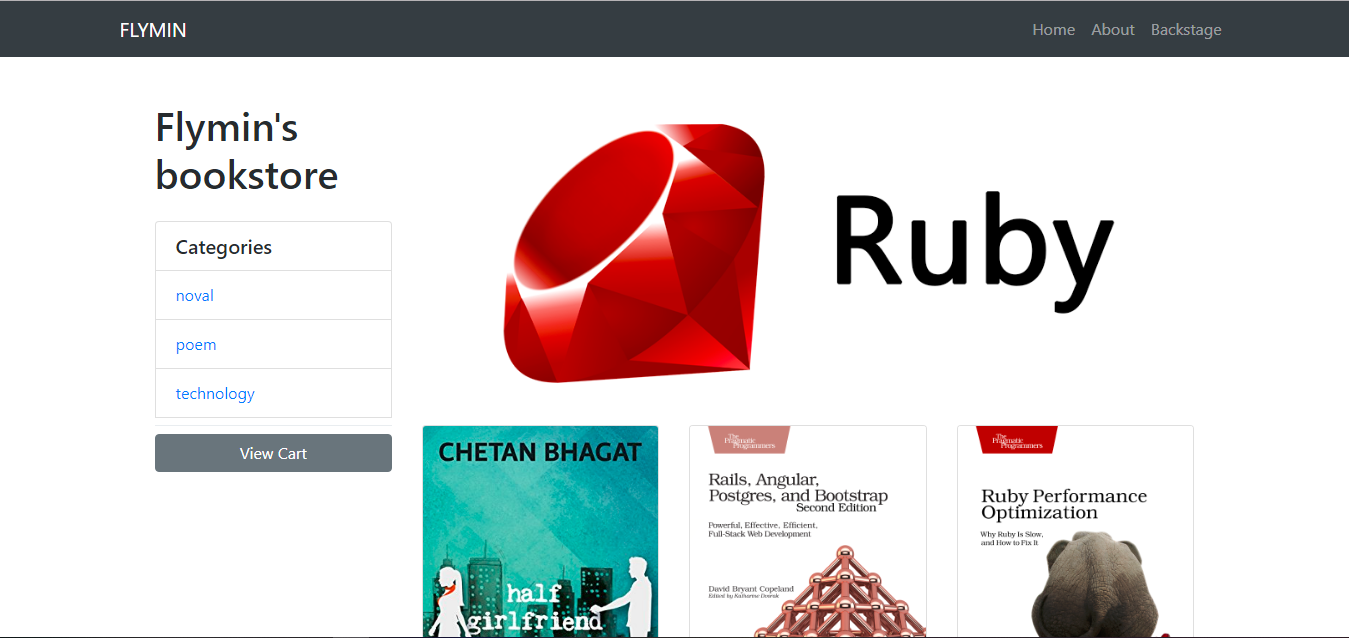 FLYMIN
Home About Backstage
Flymin's
bookstore
Categories
noval
poem
technology
View Cart
Ruby
CHETAN BHAGAT
half
girlfriend
The
Pragmatic
Programmers
Rails, Angular,
Postgres, and Bootstrap
Second Edition
Powerful, Effective, Efficient,
Full-Stack Web Development
David Bryant Copeland
Edited by Katharine Dvorak
The
Pragmatic
Programmers
Ruby Performance
Optimization
Why Ruby Is Slow,
and How to Fix It